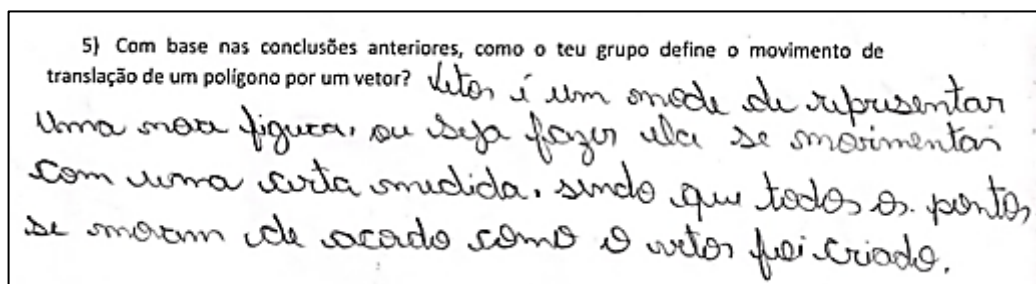 5) Com base nas conclusões anteriores, como o teu grupo define o movimento de
translação de um polígono por um vetor? Vetor é um mode de representar
uma nova figura, ou seja fazer ela se movimentar
com uma certa medida, sendo que todos os pontos
se movam de acordo como o vetor foi criado.